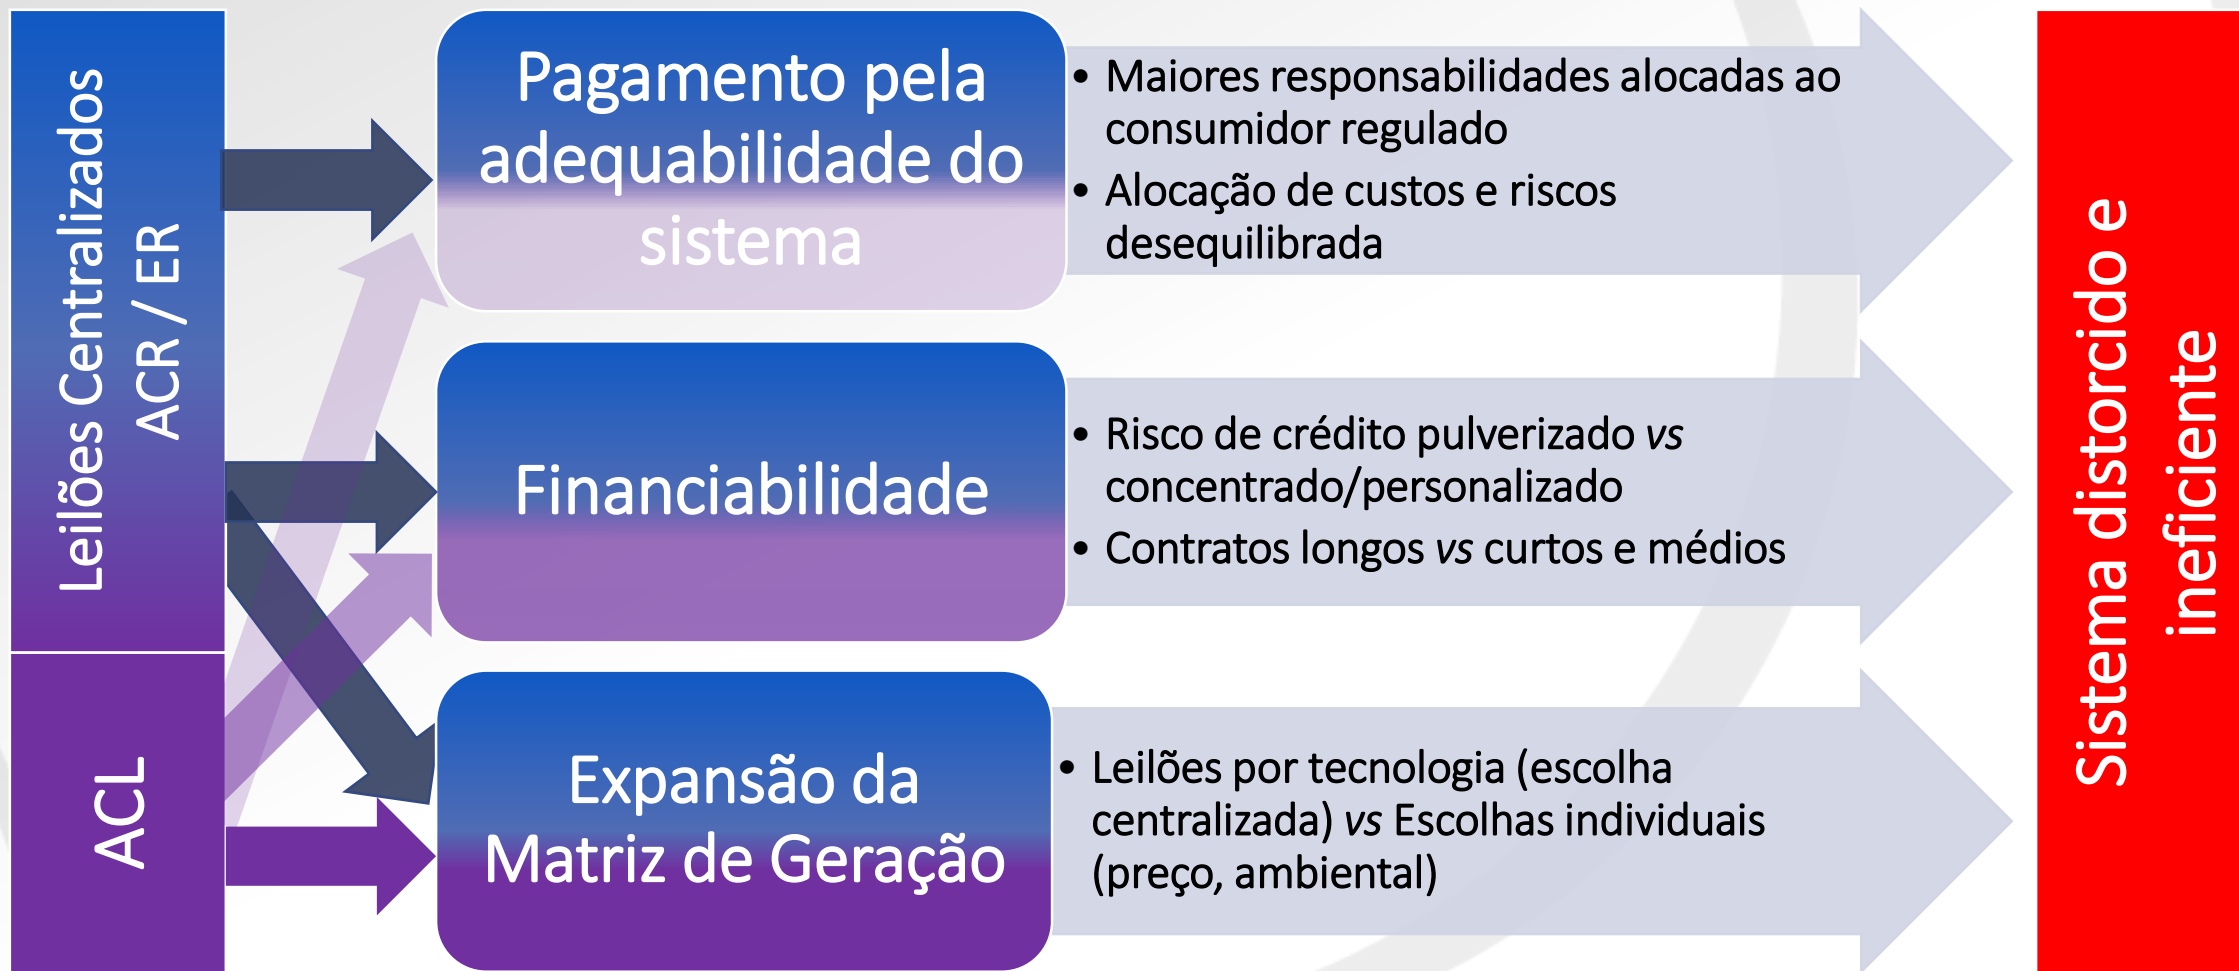 Leilões Centralizados
ACR / ER
ACL
Pagamento pela
adequabilidade do
sistema
• Maiores responsabilidades alocadas ao
consumidor regulado
• Alocação de custos e riscos
desequilibrada
Financiabilidade
• Risco de crédito pulverizado vs
concentrado/personalizado
• Contratos longos vs curtos e médios
Expansão da
Matriz de Geração
• Leilões por tecnologia (escolha
centralizada) vs Escolhas individuais
(preço, ambiental)
Sistema distorcido e
ineficiente